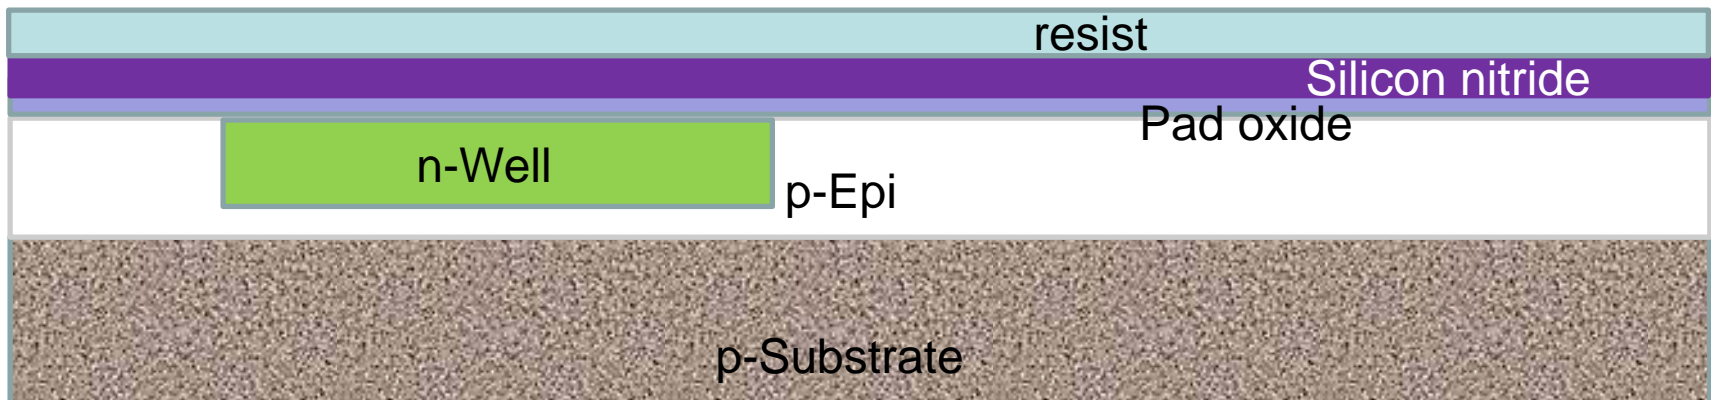 resist
Silicon nitride
Pad oxide
n-Well
p-Epi
p-Substrate